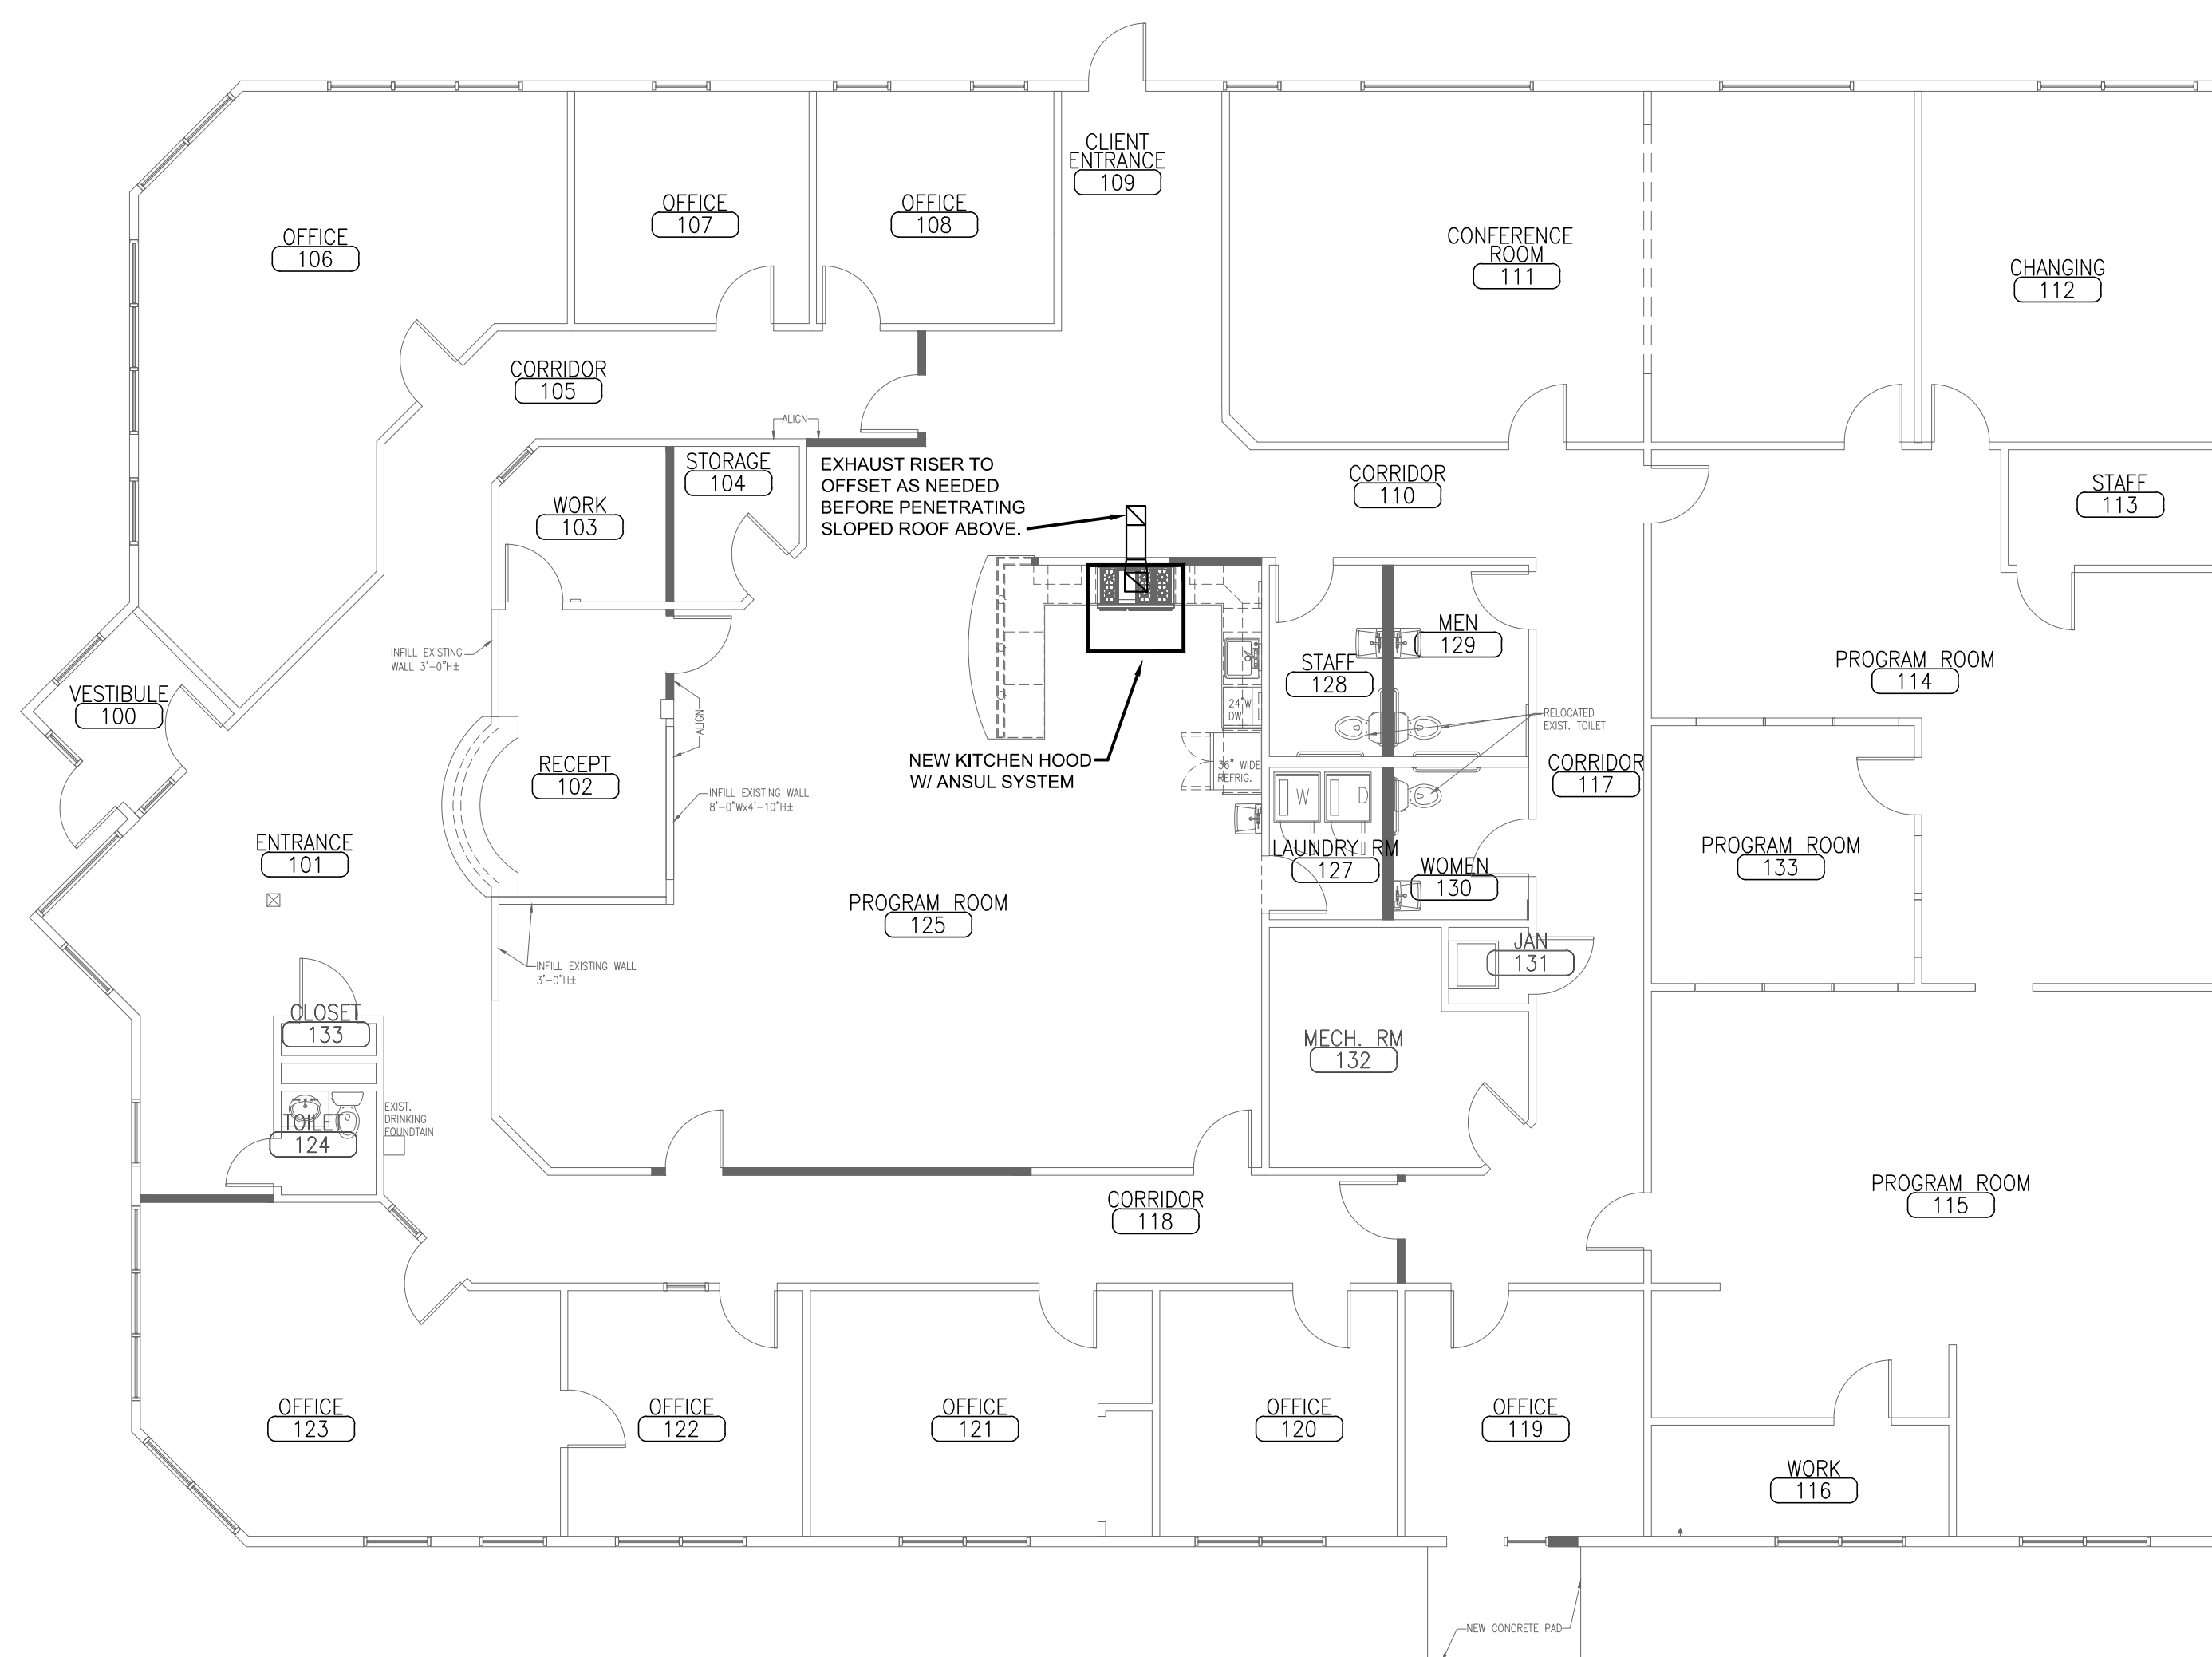 CLIENT
ENTRANCE
109
OFFICE
107
OFFICE
108
OFFICE
106
CONFERENCE
ROOM
111
CHANGING
112
CORRIDOR
105
ALIGN
STORAGE
104
EXHAUST RISER TO
OFFSET AS NEEDED
BEFORE PENETRATING
SLOPED ROOF ABOVE.
CORRIDOR
110
STAFF
113
WORK
103
INFILL EXISTING
WALL 3'-0"H±
MEN
129
STAFF
128
PROGRAM ROOM
114
VESTIBULE
100
24"W
DW
ALIGN
RELOCATED
EXIST. TOILET
RECEPT
102
NEW KITCHEN HOOD
W/ ANSUL SYSTEM
36" WIDE
REFRIG.
CORRIDOR
117
INFILL EXISTING WALL
8'-0"Wx4'-10"H±
W
D
ENTRANCE
101
LAUNDRY RM
127
WOMEN
130
PROGRAM ROOM
133
PROGRAM ROOM
125
INFILL EXISTING WALL
3'-0"H±
JAN
131
CLOSET
133
MECH. RM
132
EXIST.
DRINKING
FOUNDTAIN
TOILET
124
CORRIDOR
118
PROGRAM ROOM
115
OFFICE
123
OFFICE
122
OFFICE
121
OFFICE
120
OFFICE
119
WORK
116
NEW CONCRETE PAD